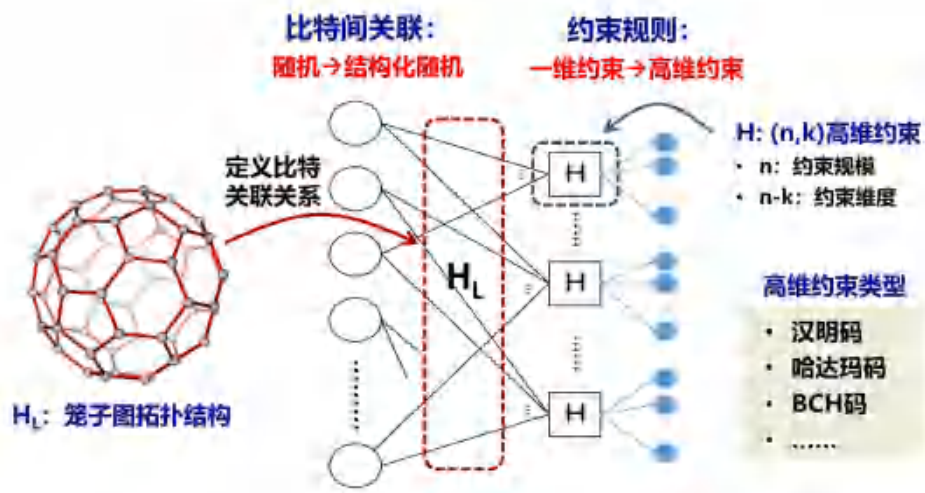 比特间关联:
约束规则:
随机→结构化随机
一维约束→高维约束
定义比特
关联关系
H
H: (n,k)高维约束
• n: 约束规模
• n-k: 约束维度
H_L
H
高维约束类型
• 汉明码
• 哈达玛码
• BCH码
• ……
H
H_L: 笼子图拓扑结构